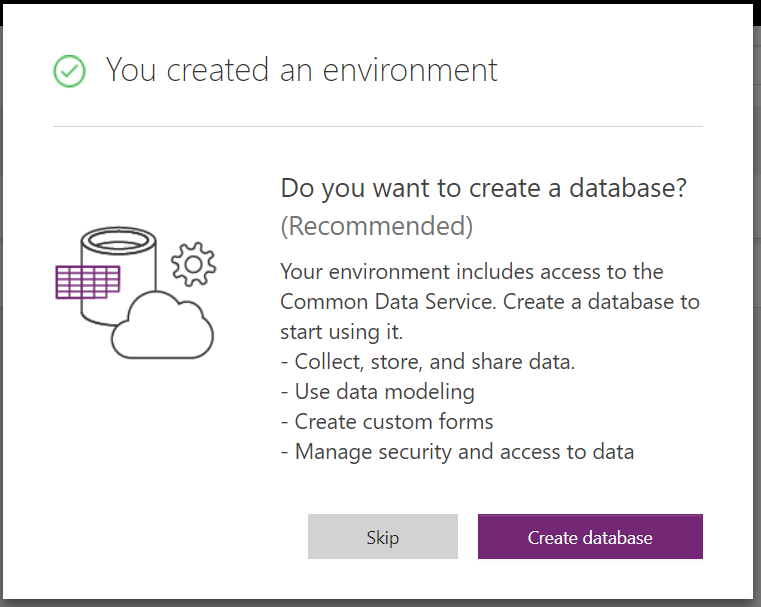 You created an environment
Do you want to create a database?
(Recommended)
Your environment includes access to the
Common Data Service. Create a database to
start using it.
- Collect, store, and share data.
- Use data modeling
- Create custom forms
- Manage security and access to data
Skip
Create database